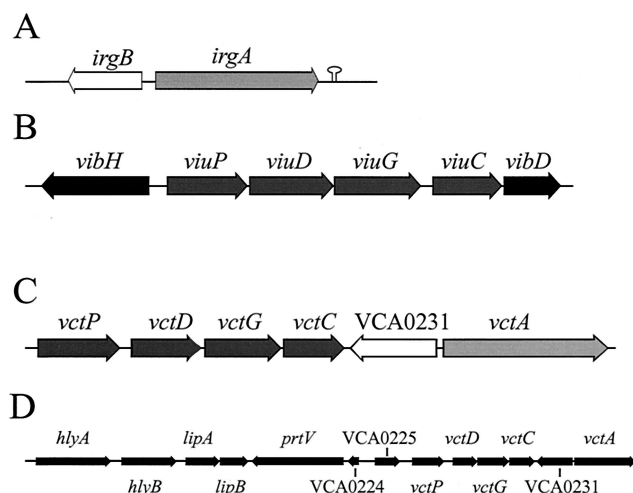 A
irgB irgA
B
vibH viuP viuD viuG viuC vibD
C
vctP vctD vctG vctC VCA0231 vctA
D
hlyA lipA prtV VCA0225 vctD vctC vctA
hlyB lipB VCA0224 vctP vctG VCA0231